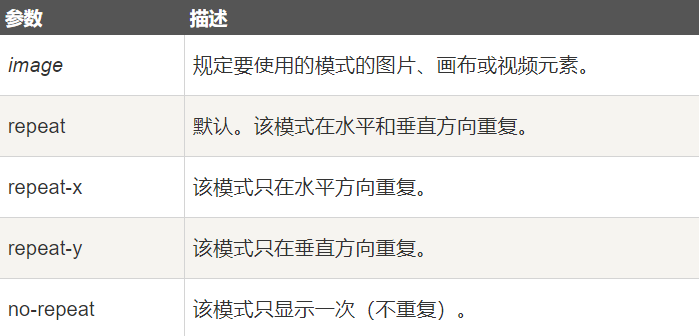 参数 描述
image 规定要使用的模式的图片、画布或视频元素。
repeat 默认。该模式在水平和垂直方向重复。
repeat-x 该模式只在水平方向重复。
repeat-y 该模式只在垂直方向重复。
no-repeat 该模式只显示一次（不重复）。